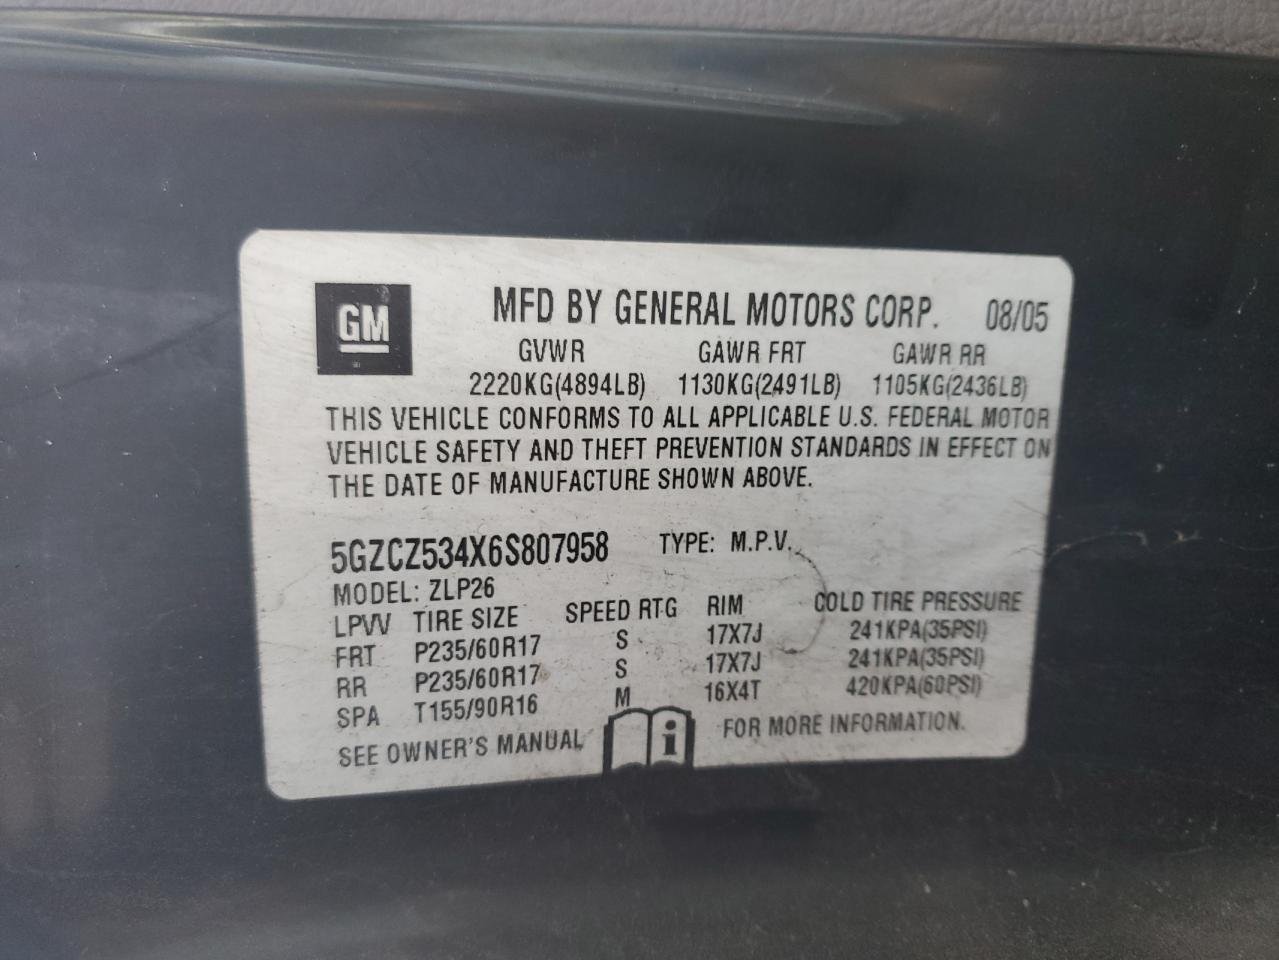 GM MFD BY GENERAL MOTORS CORP. 08/05
GVWR GAWR FRT GAWR RR
2220KG(4894LB) 1130KG(2491LB) 1105KG(2436LB)
THIS VEHICLE CONFORMS TO ALL APPLICABLE U.S. FEDERAL MOTOR
VEHICLE SAFETY AND THEFT PREVENTION STANDARDS IN EFFECT ON
THE DATE OF MANUFACTURE SHOWN ABOVE.
5GZCZ534X6S807958 TYPE: M.P.V.
MODEL: ZLP26
LPVV TIRE SIZE SPEED RTG RIM COLD TIRE PRESSURE
FRT P235/60R17 S 17X7J 241KPA(35PSI)
RR P235/60R17 S 17X7J 241KPA(35PSI)
SPA T155/90R16 M 16X4T 420KPA(60PSI)
SEE OWNER'S MANUAL i FOR MORE INFORMATION.